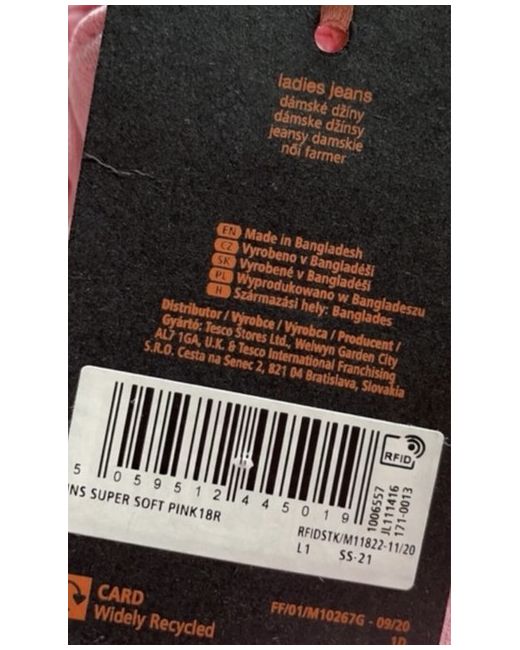 ladies jeans
dámské džíny
dámske džínsy
jeansy damskie
női farmer
EN Made in Bangladesh
CZ Vyrobeno v Bangladéši
SK Vyrobené v Bangladéši
PL Wyprodukowano w Bangladeszu
H Származási hely: Banglades
Distributor / Výrobce / Výrobca / Producent /
Gyártó: Tesco Stores Ltd., Welwyn Garden City
AL7 1GA, U.K. & Tesco International Franchising
S.R.O. Cesta na Senec 2, 821 04 Bratislava, Slovakia
RFID
5 059512 445019
NS SUPER SOFT PINK18R
1006557
JL111416
171-0013
RFIDSTK/M11822-11/20
L1 SS-21
CARD
Widely Recycled
FF/01/M10267G - 09/20
1D